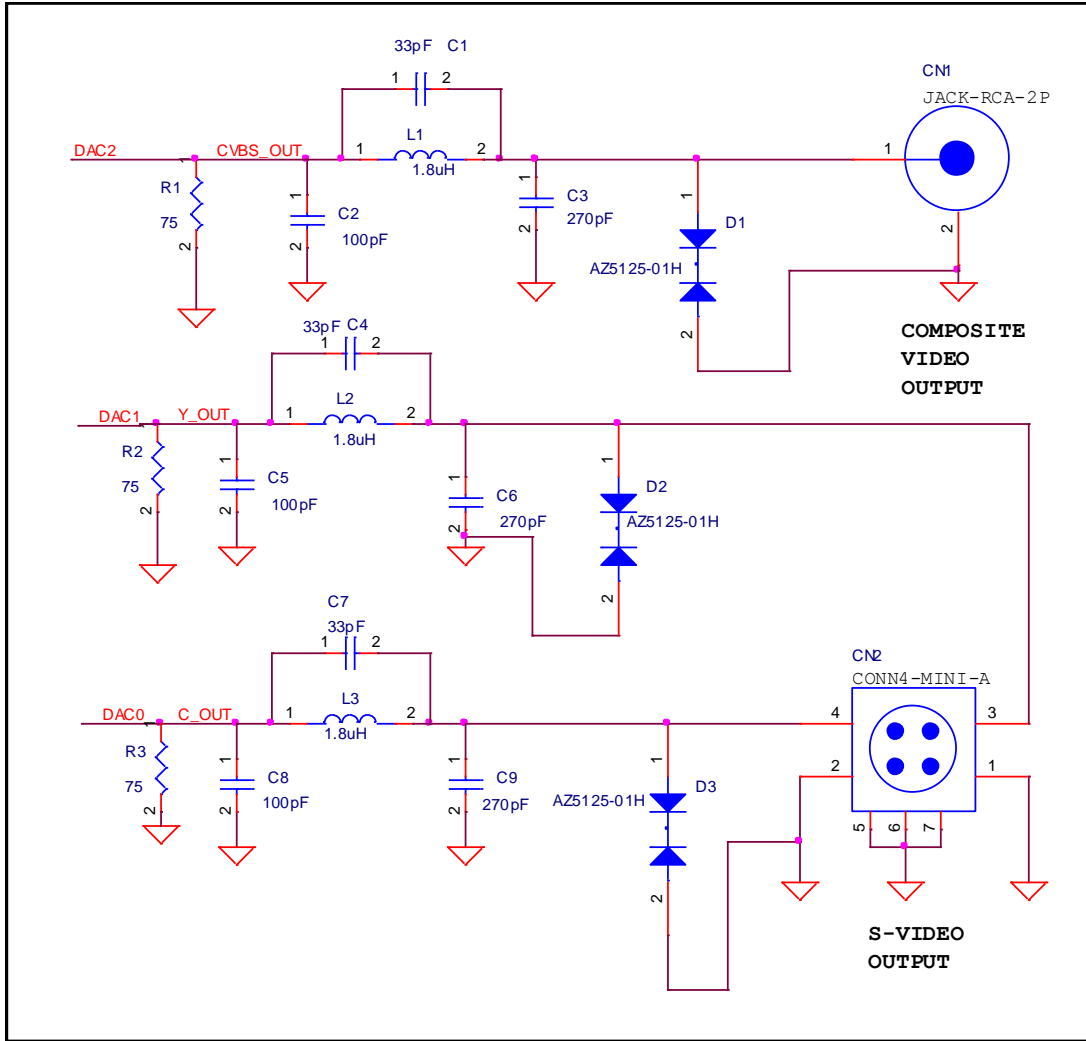 33pF C1
1 2
CN1
JACK-RCA-2P
DAC2 1 CVBS_OUT 1 L1 2 1
1.8uH
R1
75
2
1
C2
100pF
2
1
C3
270pF
2
1
D1
AZ5125-01H
2
2
COMPOSITE
VIDEO
OUTPUT
33pF C4
1 2
DAC1 Y_OUT 1 L2 2
1.8uH
1
R2
75
2
1
C5
100pF
2
1
C6
270pF
2
1
D2
AZ5125-01H
2
C7
33pF
1 2
CN2
CONN4-MINI-A
DAC0 1 C_OUT 1 L3 2 4 3
1.8uH
R3
75
2
1
C8
100pF
2
1
C9
270pF
2
1
AZ5125-01H D3
2
2 1
5 6 7
S-VIDEO
OUTPUT